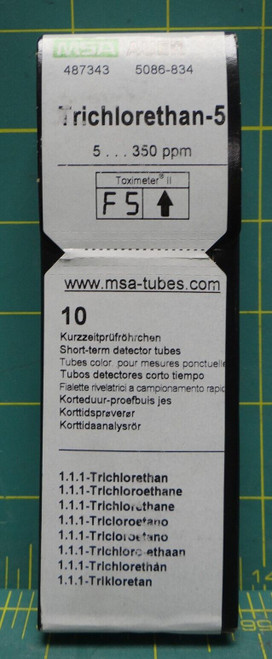 MSA AUER
487343 5086-834
Trichlorethan-5
5 . . . 350 ppm
Toximeter® II
F5
www.msa-tubes.com
10
Kurzzeitprüfröhrchen
Short-term detector tubes
Tubes color. pour mesures ponctuelle
Tubos detectores corto tiempo
Fialette rivelatrici a campionamento rapid
Korteduur-proefbuis jes
Korttidsprøverør
Korttidaanalysrör
1.1.1-Trichlorethan
1.1.1-Trichloroethane
1.1.1-Trichlorethane
1.1.1-Tricloroetano
1.1.1-Tricloroetano
1.1.1-Trichloro-ethaan
1.1.1-Trichlorethán
1.1.1-Trikloretan